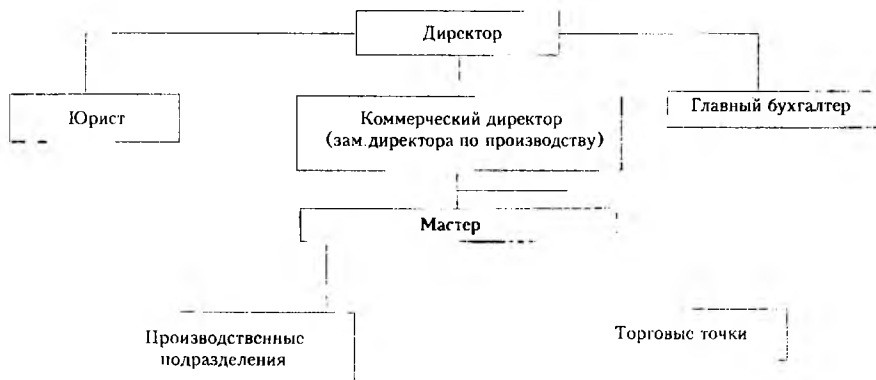 Директор
Юрист
Коммерческий директор
(зам.директора по производству)
Главный бухгалтер
Мастер
Производственные
подразделения
Торговые точки